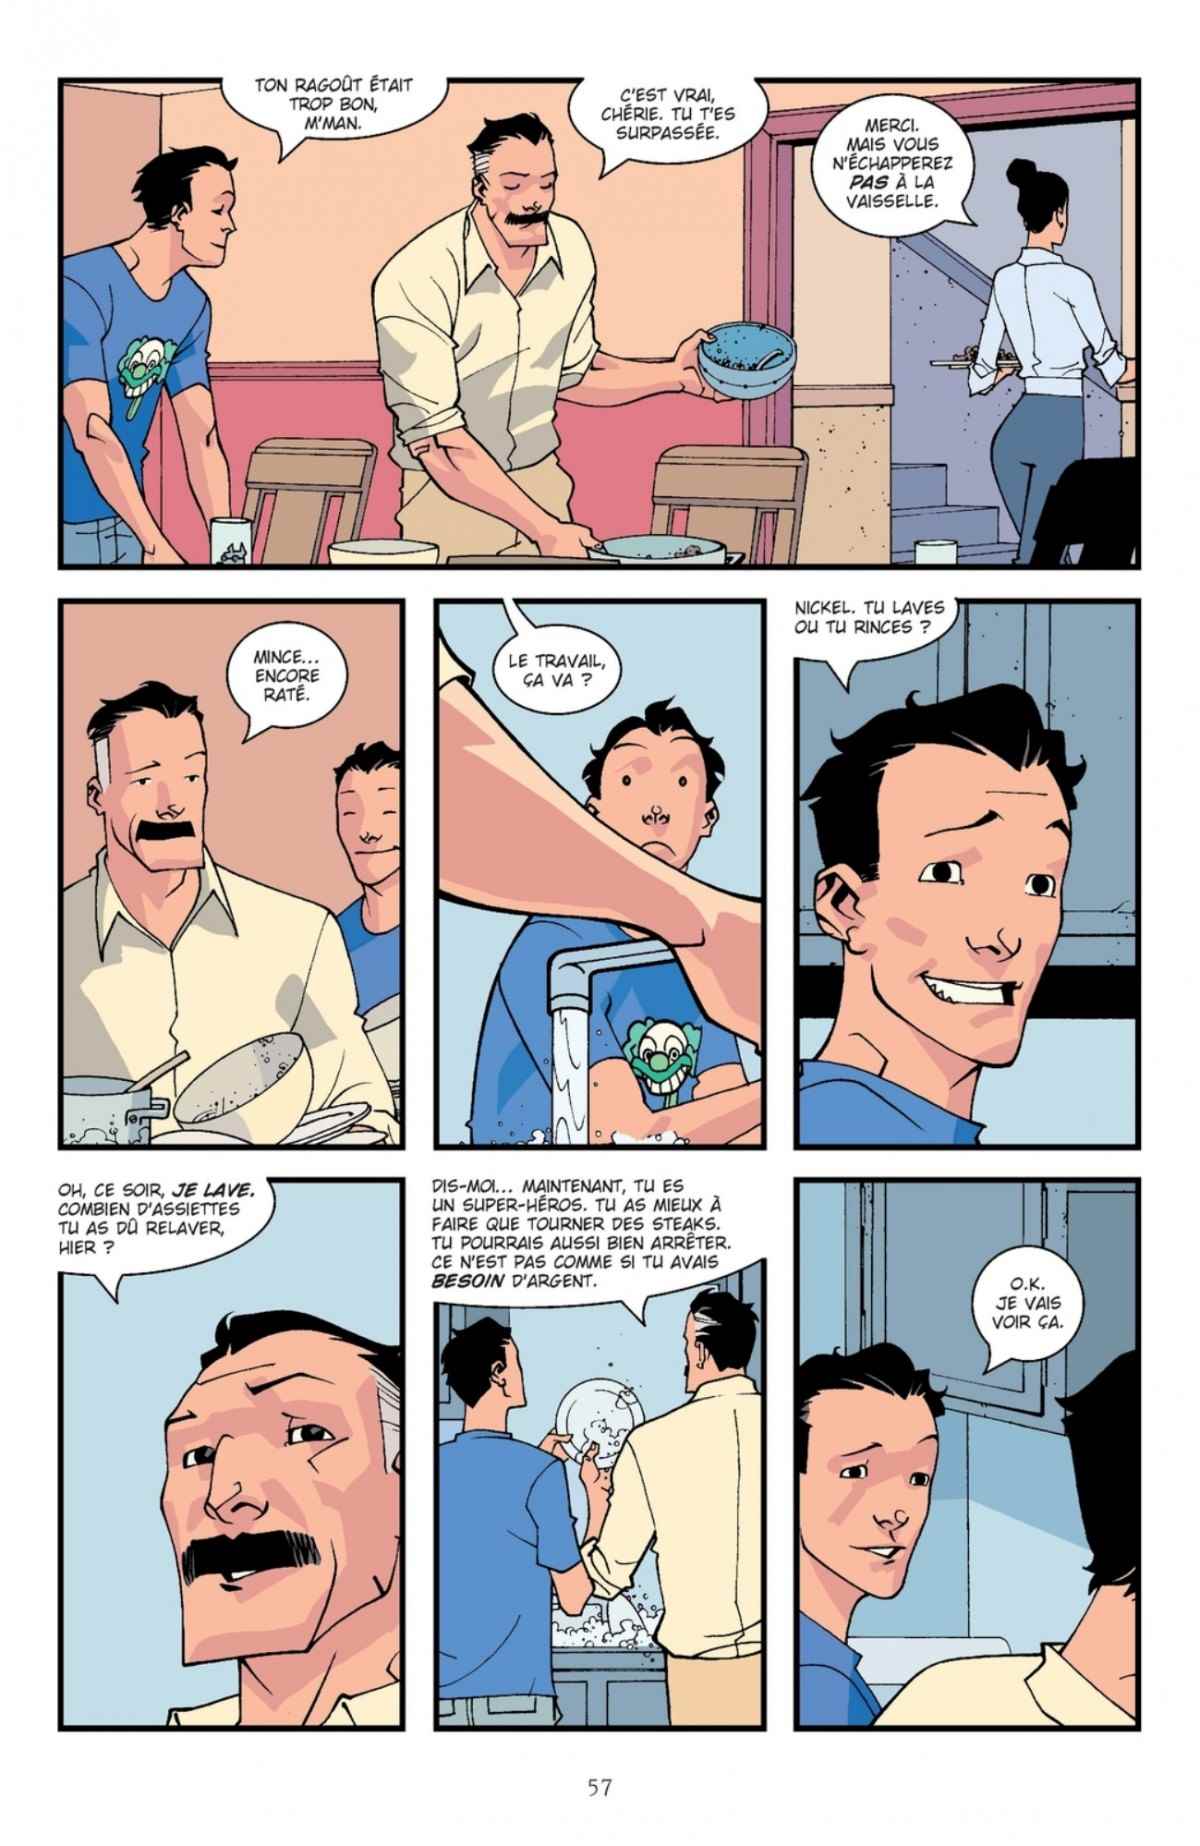 TON RAGOÛT ÉTAIT
TROP BON,
M'MAN.
C'EST VRAI,
CHÉRIE. TU T'ES
SURPASSÉE.
MERCI.
MAIS VOUS
N'ÉCHAPPEREZ
PAS À LA
VAISSELLE.
MINCE...
ENCORE
RATÉ.
LE TRAVAIL,
ÇA VA ?
NICKEL. TU LAVES
OU TU RINCES ?
OH, CE SOIR, JE LAVE.
COMBIEN D'ASSIETTES
TU AS DÛ RELAVER,
HIER ?
DIS-MOI... MAINTENANT, TU ES
UN SUPER-HÉROS. TU AS MIEUX À
FAIRE QUE TOURNER DES STEAKS.
TU POURRAIS AUSSI BIEN ARRÊTER.
CE N'EST PAS COMME SI TU AVAIS
BESOIN D'ARGENT.
O.K.
JE VAIS
VOIR ÇA.
57